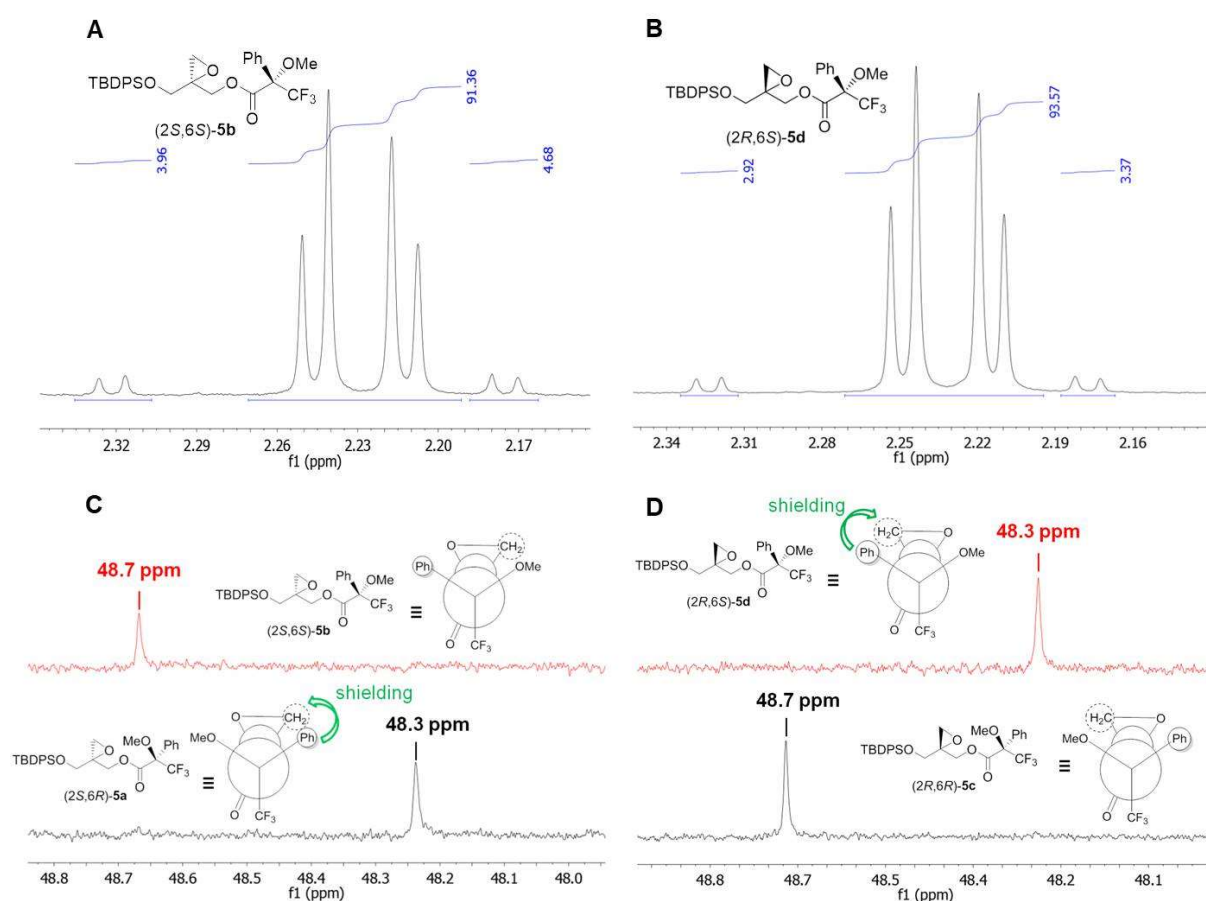 A
Ph
OMe
O
TBDPSO
O
CF3
O
(2S,6S)-5b
3.96
91.36
4.68
2.32 2.29 2.26 2.23 2.20 2.17
f1 (ppm)
B
Ph
OMe
O
TBDPSO
O
CF3
O
(2R,6S)-5d
2.92
93.57
3.37
2.34 2.31 2.28 2.25 2.22 2.19 2.16
f1 (ppm)
C
48.7 ppm
Ph
OMe
O
TBDPSO
O
CF3
O
(2S,6S)-5b
≡
O
CH2
Ph
OMe
O
CF3
shielding
48.3 ppm
MeO
Ph
O
TBDPSO
O
CF3
O
(2S,6R)-5a
≡
O
CH2
MeO
Ph
O
CF3
48.8 48.7 48.6 48.5 48.4 48.3 48.2 48.1 48.0
f1 (ppm)
D
shielding
48.3 ppm
Ph
OMe
O
TBDPSO
O
CF3
O
(2R,6S)-5d
≡
H2C
O
Ph
OMe
O
CF3
48.7 ppm
MeO
Ph
O
TBDPSO
O
CF3
O
(2R,6R)-5c
≡
H2C
O
MeO
Ph
O
CF3
48.8 48.7 48.6 48.5 48.4 48.3 48.2 48.1
f1 (ppm)